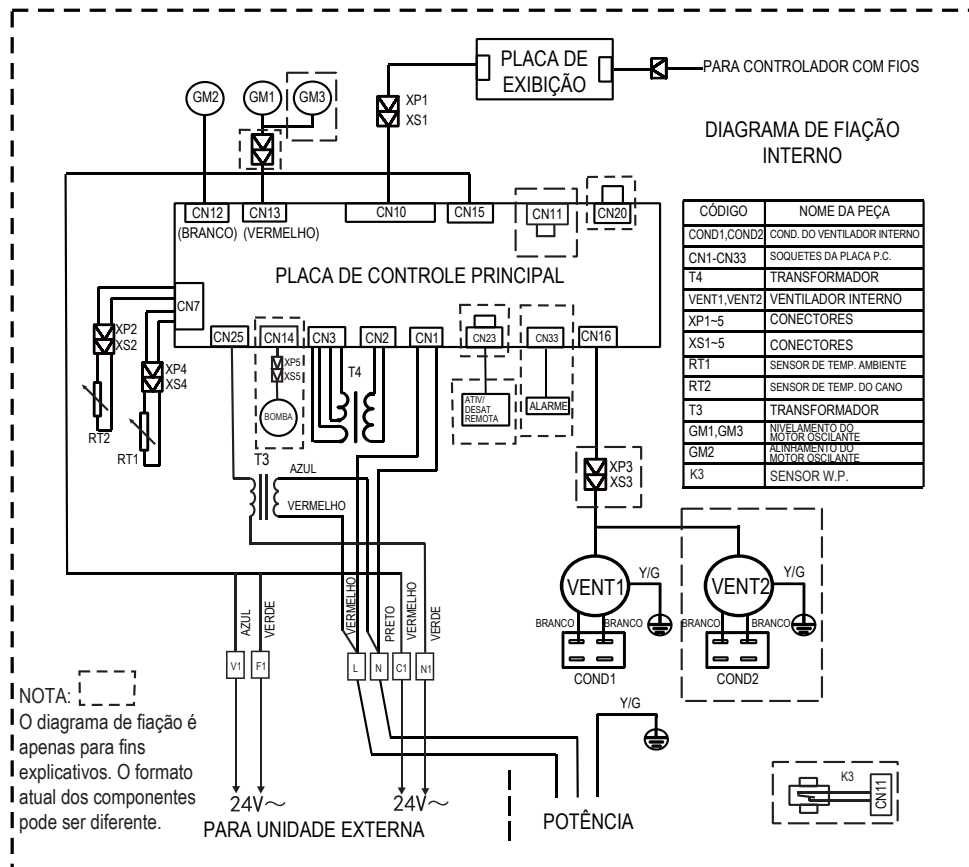 PLACA DE
EXIBIÇÃO
PARA CONTROLADOR COM FIOS
GM2
GM1
GM3
XP1
XS1
DIAGRAMA DE FIAÇÃO
INTERNO
CN12
CN13
CN10
CN15
CN11
CN20
(BRANCO)
(VERMELHO)
PLACA DE CONTROLE PRINCIPAL
CN7
CN25
CN14
CN3
CN2
CN1
CN23
CN33
CN16
XP2
XS2
XP4
XS4
XP5
XS5
T4
BOMBA
ATIV/
DESAT
REMOTA
ALARME
RT2
RT1
T3
AZUL
VERMELHO
XP3
XS3
CÓDIGO NOME DA PEÇA
COND1,COND2 COND. DO VENTILADOR INTERNO
CN1-CN33 SOQUETES DA PLACA P.C.
T4 TRANSFORMADOR
VENT1,VENT2 VENTILADOR INTERNO
XP1~5 CONECTORES
XS1~5 CONECTORES
RT1 SENSOR DE TEMP. AMBIENTE
RT2 SENSOR DE TEMP. DO CANO
T3 TRANSFORMADOR
GM1,GM3 NIVELAMENTO DO
MOTOR OSCILANTE
GM2 ALINHAMENTO DO
MOTOR OSCILANTE
K3 SENSOR W.P.
VENT1
Y/G
VENT2
Y/G
BRANCO
BRANCO
BRANCO
BRANCO
COND1
COND2
AZUL
VERDE
VERMELHO
PRETO
VERMELHO
VERDE
V1
F1
L
N
C1
N1
NOTA:
O diagrama de fiação é
apenas para fins
explicativos. O formato
atual dos componentes
pode ser diferente.
Y/G
24V～
24V～
PARA UNIDADE EXTERNA
POTÊNCIA
K3
CN11